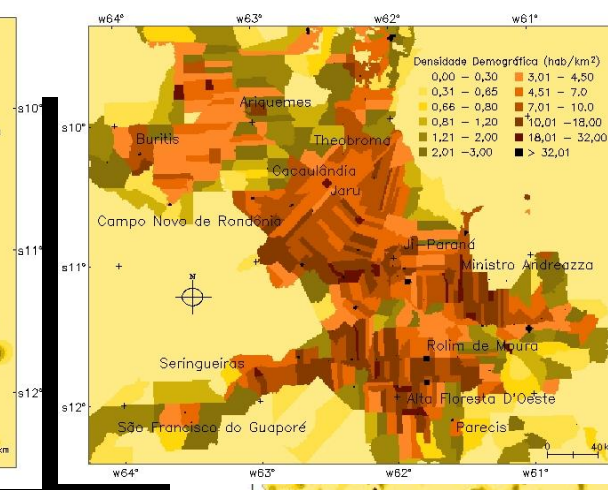 w64° w63° w62° w61°
Densidade Demográfica (hab/km²)
0,00 – 0,30 3,01 – 4,50
0,31 – 0,65 4,51 – 7.0
0,66 – 0,80 7,01 – 10.0
0,81 – 1,20 10,01 –18,00
1,21 – 2,00 18,01 – 32,00
2,01 –3,00 > 32,01
s10°
s10°
Ariquemes
Buritis
Theobroma
Cacaulândia
Jaru
Campo Novo de Rondônia
Ji-Paraná
s11°
s11°
Ministro Andreazza
N
Rolim de Moura
Seringueiras
s12°
s12°
Alta Floresta D'Oeste
São Francisco do Guaporé
Parecis
0 40k
km
w64° w63° w62° w61°